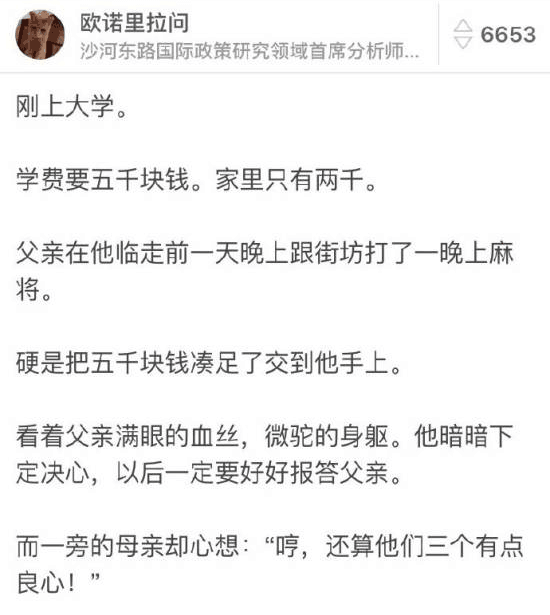 欧诺里拉问
沙河东路国际政策研究领域首席分析师...
6653
刚上大学。
学费要五千块钱。家里只有两千。
父亲在他临走前一天晚上跟街坊打了一晚上麻
将。
硬是把五千块钱凑足了交到他手上。
看着父亲满眼的血丝，微驼的身躯。他暗暗下
定决心，以后一定要好好报答父亲。
而一旁的母亲却心想：“哼，还算他们三个有点
良心！”